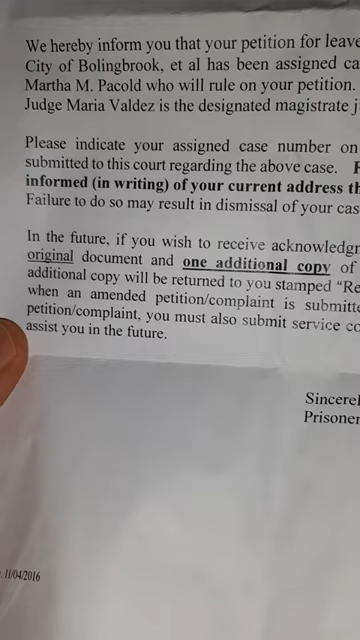 We hereby inform you that your petition for leave
City of Bolingbrook, et al has been assigned ca
Martha M. Pacold who will rule on your petition.
Judge Maria Valdez is the designated magistrate j
Please indicate your assigned case number on
submitted to this court regarding the above case. F
informed (in writing) of your current address th
Failure to do so may result in dismissal of your cas
In the future, if you wish to receive acknowledgm
original document and one additional copy of
additional copy will be returned to you stamped “Re
when an amended petition/complaint is submitte
petition/complaint, you must also submit service co
assist you in the future.
Sincerel
Prisoner
11/04/2016